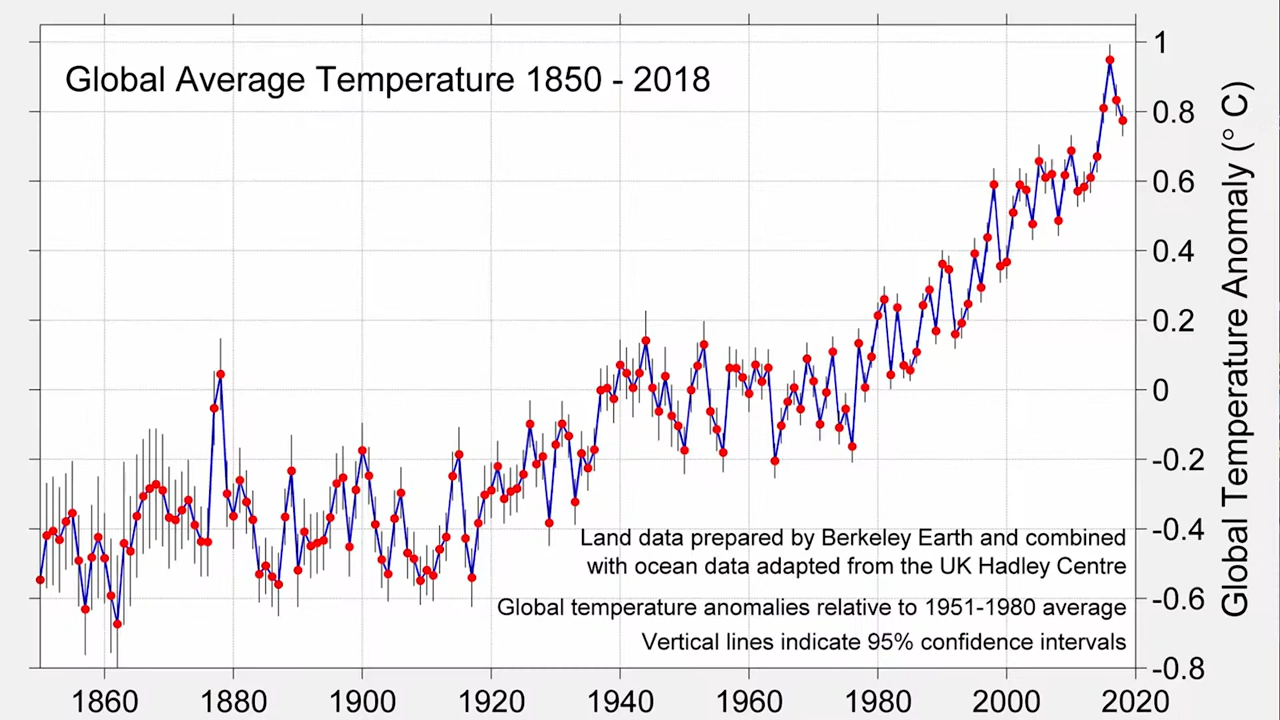 Global Average Temperature 1850 - 2018
1
0.8
0.6
0.4
0.2
0
-0.2
-0.4
-0.6
-0.8
Global Temperature Anomaly (° C)
Land data prepared by Berkeley Earth and combined
with ocean data adapted from the UK Hadley Centre
Global temperature anomalies relative to 1951-1980 average
Vertical lines indicate 95% confidence intervals
1860 1880 1900 1920 1940 1960 1980 2000 2020